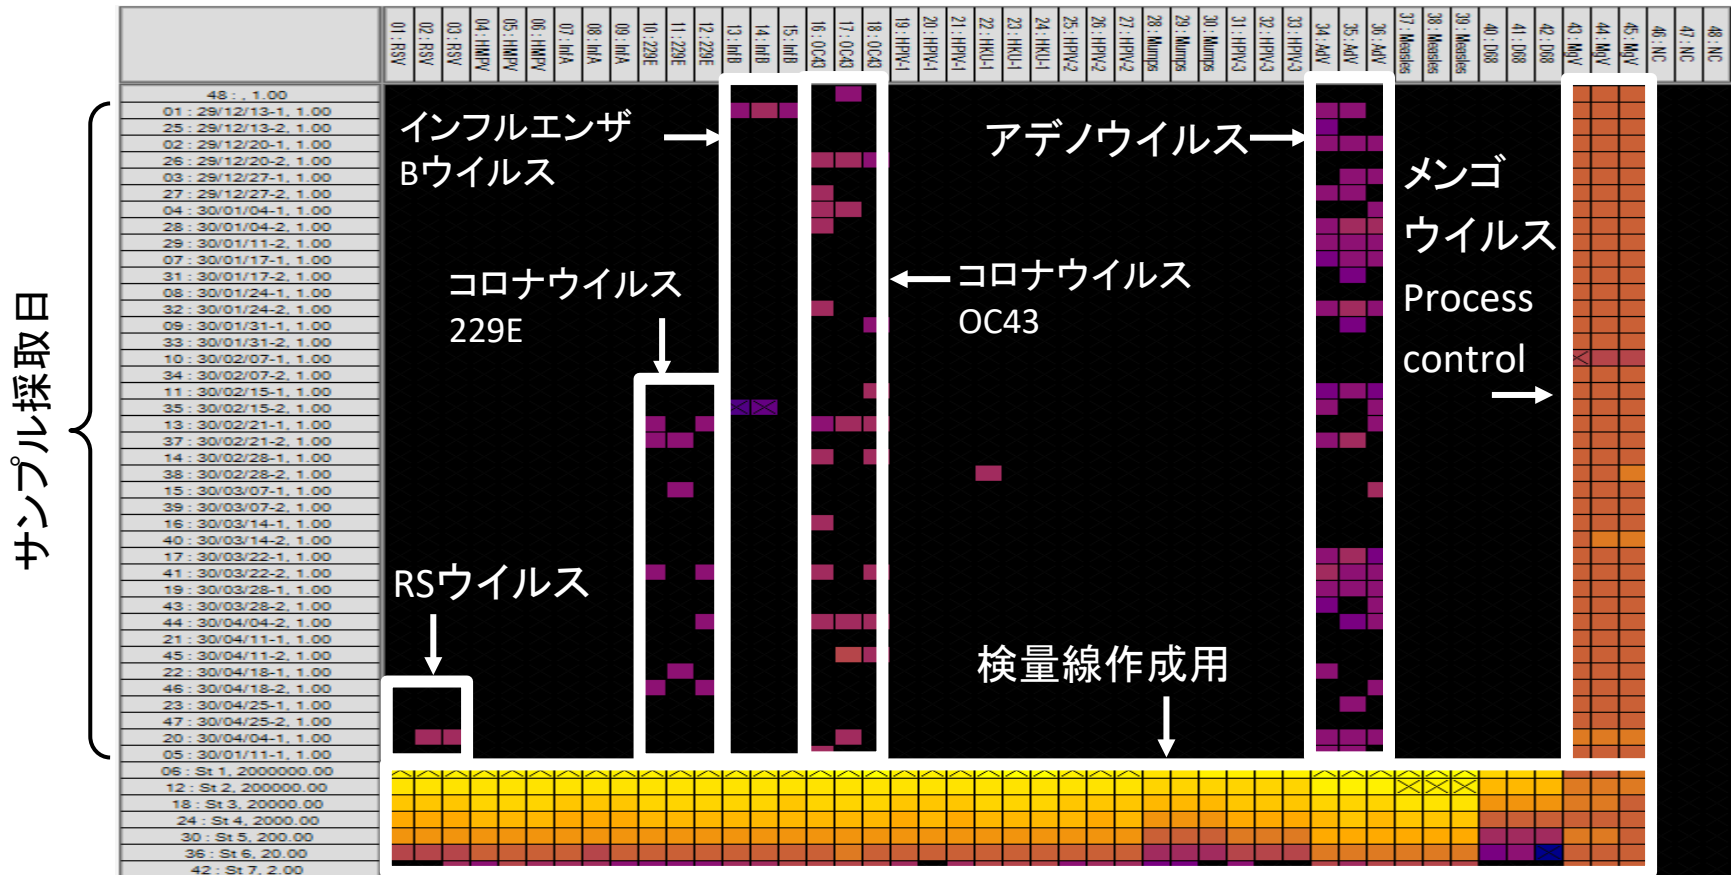 01 : RSV
02 : RSV
03 : RSV
04 : HMPV
05 : HMPV
06 : HMPV
07 : InfA
08 : InfA
09 : InfA
10 : 229E
11 : 229E
12 : 229E
13 : InfB
14 : InfB
15 : InfB
16 : OC43
17 : OC43
18 : OC43
19 : HPIV-1
20 : HPIV-1
21 : HPIV-1
22 : HKU-1
23 : HKU-1
24 : HKU-1
25 : HPIV-2
26 : HPIV-2
27 : HPIV-2
28 : Mumps
29 : Mumps
30 : Mumps
31 : HPIV-3
32 : HPIV-3
33 : HPIV-3
34 : AdV
35 : AdV
36 : AdV
37 : Measles
38 : Measles
39 : Measles
40 : D68
41 : D68
42 : D68
43 : MgV
44 : MgV
45 : MgV
46 : NC
47 : NC
48 : NC
サンプル採取日
48 : , 1.00
01 : 29/12/13-1, 1.00
25 : 29/12/13-2, 1.00
02 : 29/12/20-1, 1.00
26 : 29/12/20-2, 1.00
03 : 29/12/27-1, 1.00
27 : 29/12/27-2, 1.00
04 : 30/01/04-1, 1.00
28 : 30/01/04-2, 1.00
29 : 30/01/11-2, 1.00
07 : 30/01/17-1, 1.00
31 : 30/01/17-2, 1.00
08 : 30/01/24-1, 1.00
32 : 30/01/24-2, 1.00
09 : 30/01/31-1, 1.00
33 : 30/01/31-2, 1.00
10 : 30/02/07-1, 1.00
34 : 30/02/07-2, 1.00
11 : 30/02/15-1, 1.00
35 : 30/02/15-2, 1.00
13 : 30/02/21-1, 1.00
37 : 30/02/21-2, 1.00
14 : 30/02/28-1, 1.00
38 : 30/02/28-2, 1.00
15 : 30/03/07-1, 1.00
39 : 30/03/07-2, 1.00
16 : 30/03/14-1, 1.00
40 : 30/03/14-2, 1.00
17 : 30/03/22-1, 1.00
41 : 30/03/22-2, 1.00
19 : 30/03/28-1, 1.00
43 : 30/03/28-2, 1.00
44 : 30/04/04-2, 1.00
21 : 30/04/11-1, 1.00
45 : 30/04/11-2, 1.00
22 : 30/04/18-1, 1.00
46 : 30/04/18-2, 1.00
23 : 30/04/25-1, 1.00
47 : 30/04/25-2, 1.00
20 : 30/04/04-1, 1.00
05 : 30/01/11-1, 1.00
06 : St 1, 2000000.00
12 : St 2, 200000.00
18 : St 3, 20000.00
24 : St 4, 2000.00
30 : St 5, 200.00
36 : St 6, 20.00
42 : St 7, 2.00
インフルエンザ
Bウイルス
アデノウイルス
メンゴ
ウイルス
Process
control
コロナウイルス
229E
コロナウイルス
OC43
RSウイルス
検量線作成用